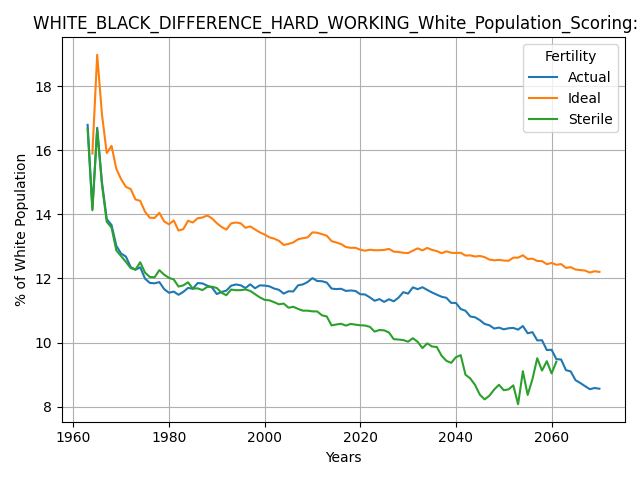 WHITE_BLACK_DIFFERENCE_HARD_WORKING_White_Population_Scoring:
Fertility
Actual
Ideal
Sterile
% of White Population
18
16
14
12
10
8
1960 1980 2000 2020 2040 2060
Years